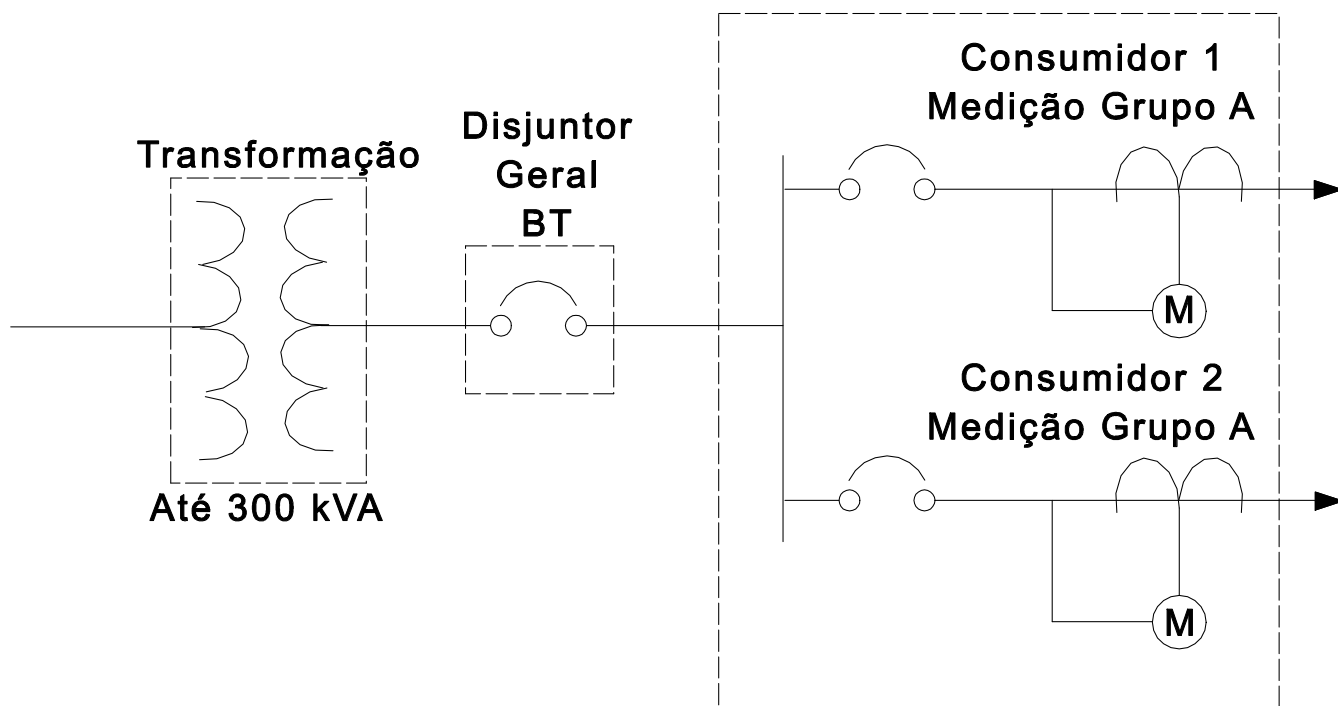 Transformação
Até 300 kVA
Disjuntor
Geral
BT
Consumidor 1
Medição Grupo A
M
Consumidor 2
Medição Grupo A
M